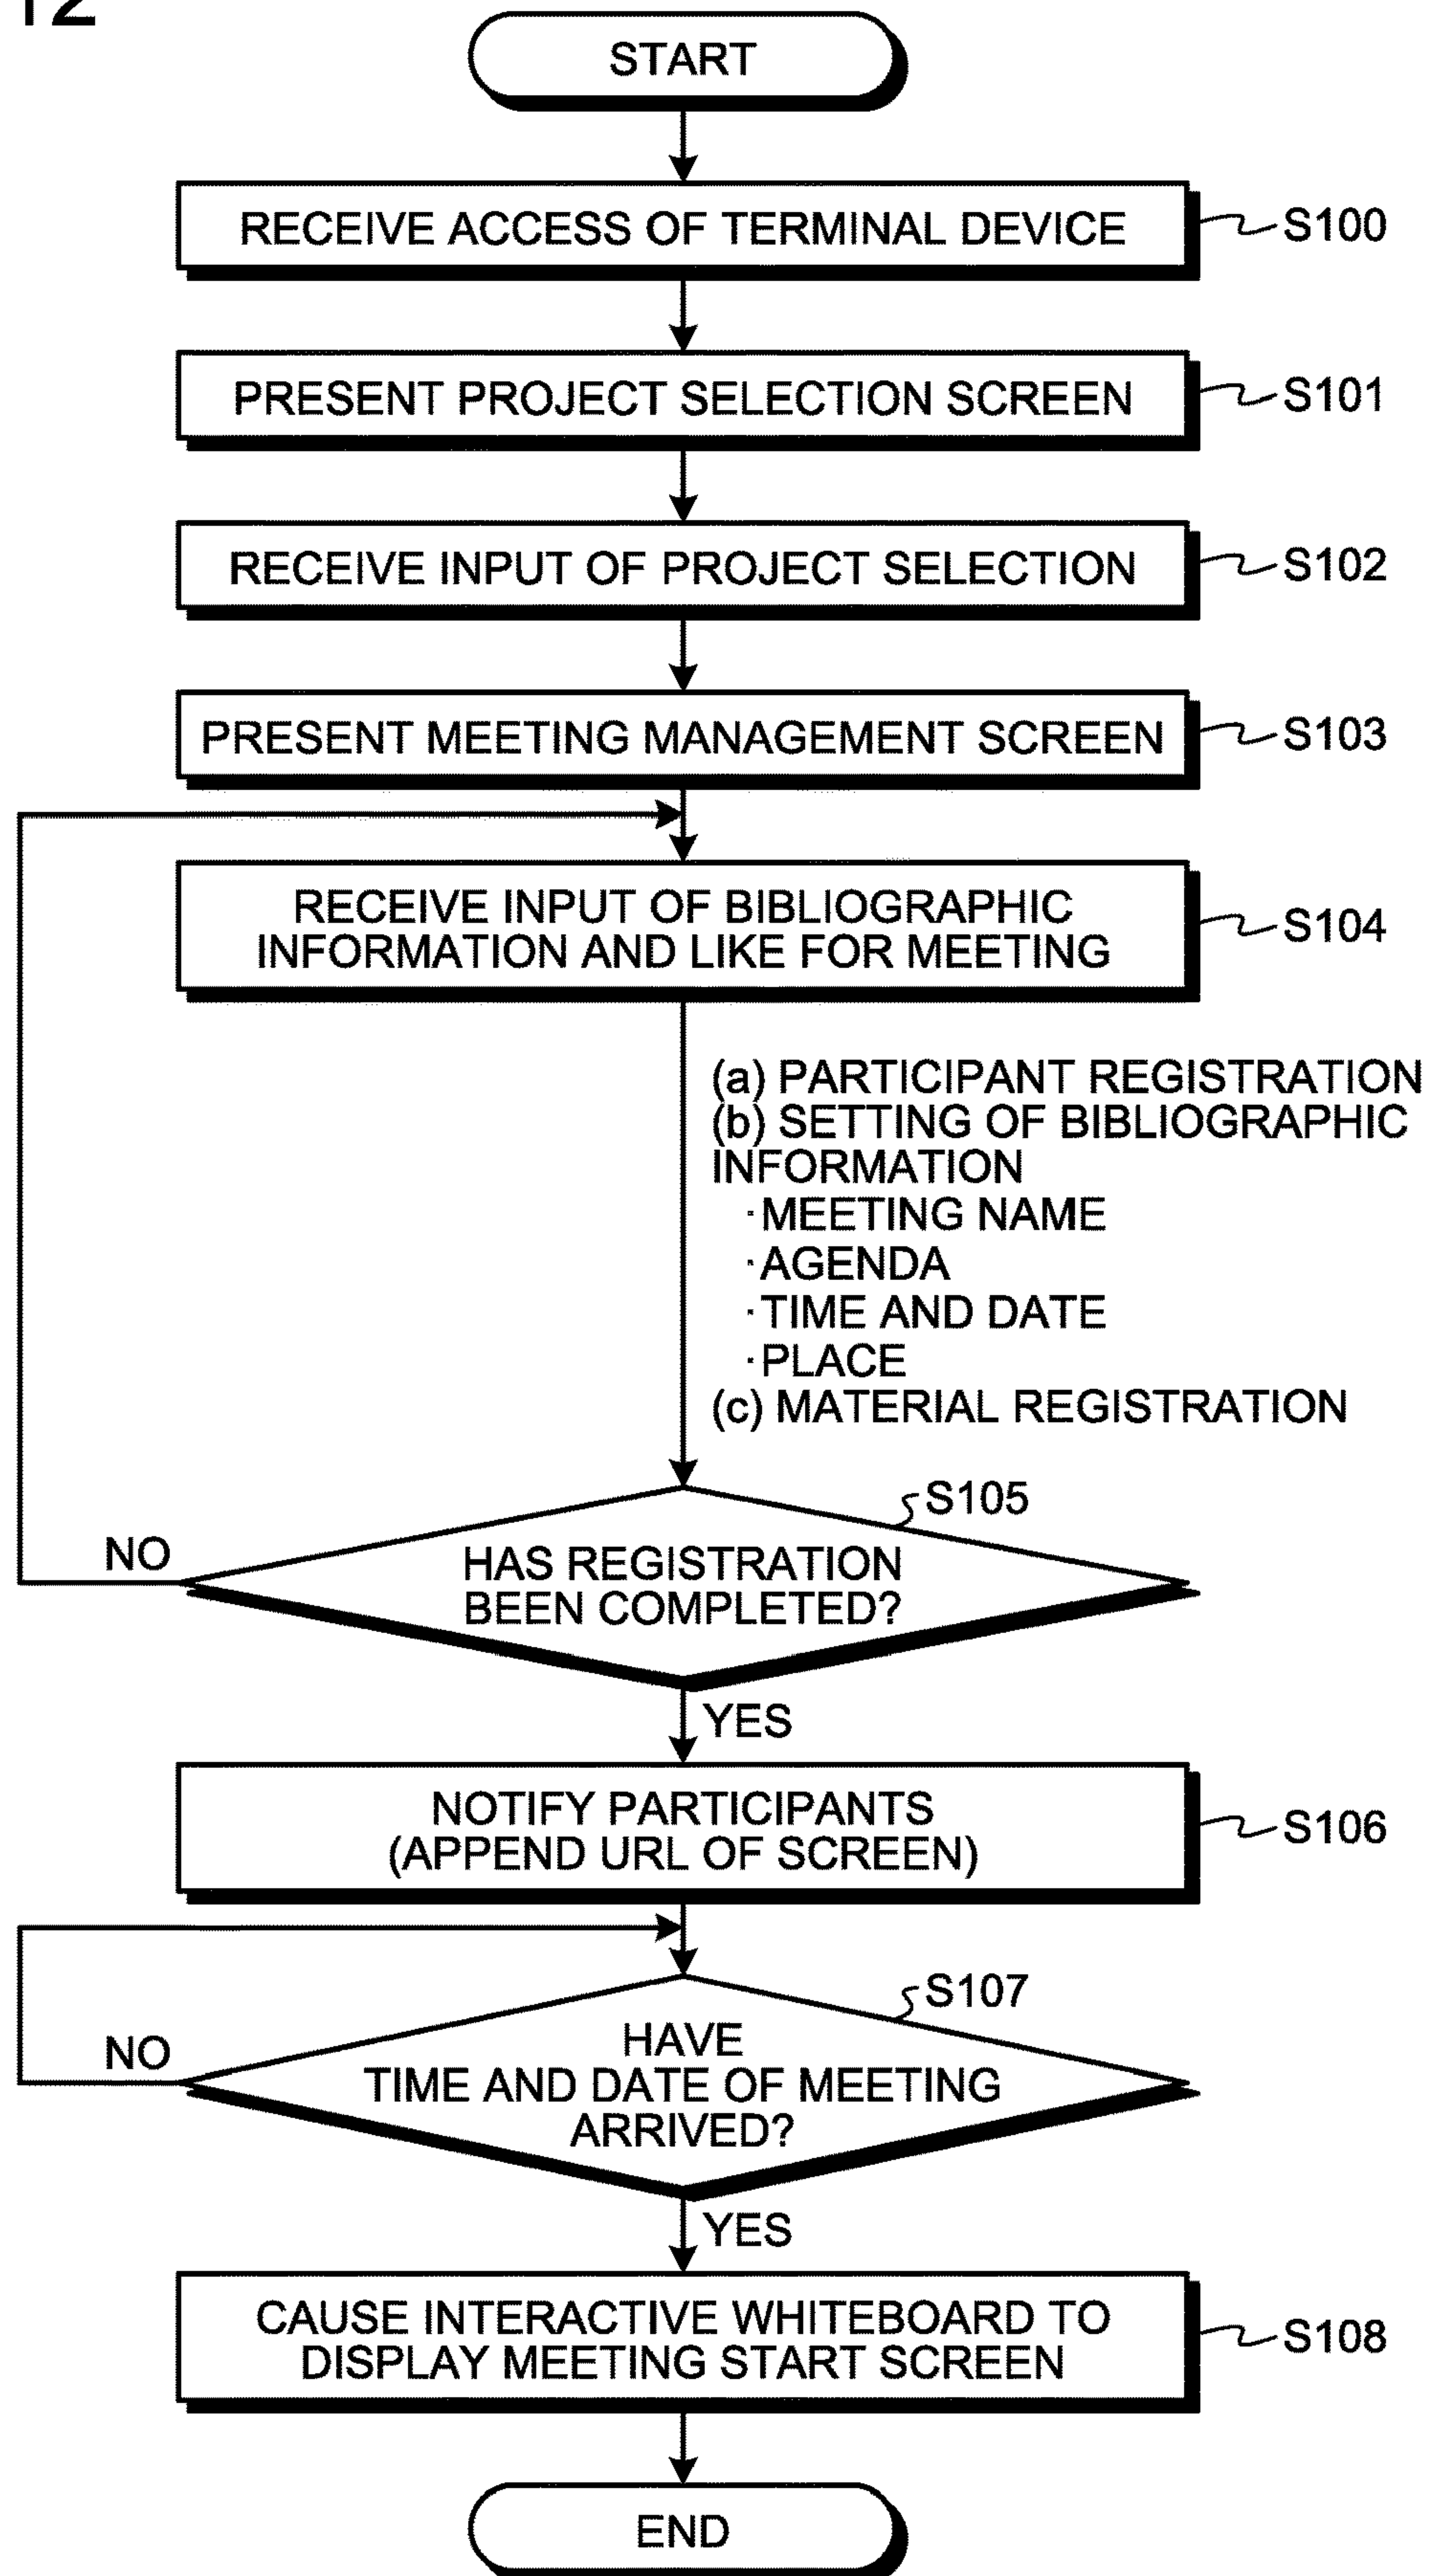 12
START
RECEIVE ACCESS OF TERMINAL DEVICE
S100
PRESENT PROJECT SELECTION SCREEN
S101
RECEIVE INPUT OF PROJECT SELECTION
S102
PRESENT MEETING MANAGEMENT SCREEN
S103
RECEIVE INPUT OF BIBLIOGRAPHIC
INFORMATION AND LIKE FOR MEETING
S104
(a) PARTICIPANT REGISTRATION
(b) SETTING OF BIBLIOGRAPHIC
INFORMATION
·MEETING NAME
·AGENDA
·TIME AND DATE
·PLACE
(c) MATERIAL REGISTRATION
S105
NO
HAS REGISTRATION
BEEN COMPLETED?
YES
NOTIFY PARTICIPANTS
(APPEND URL OF SCREEN)
S106
S107
NO
HAVE
TIME AND DATE OF MEETING
ARRIVED?
YES
CAUSE INTERACTIVE WHITEBOARD TO
DISPLAY MEETING START SCREEN
S108
END